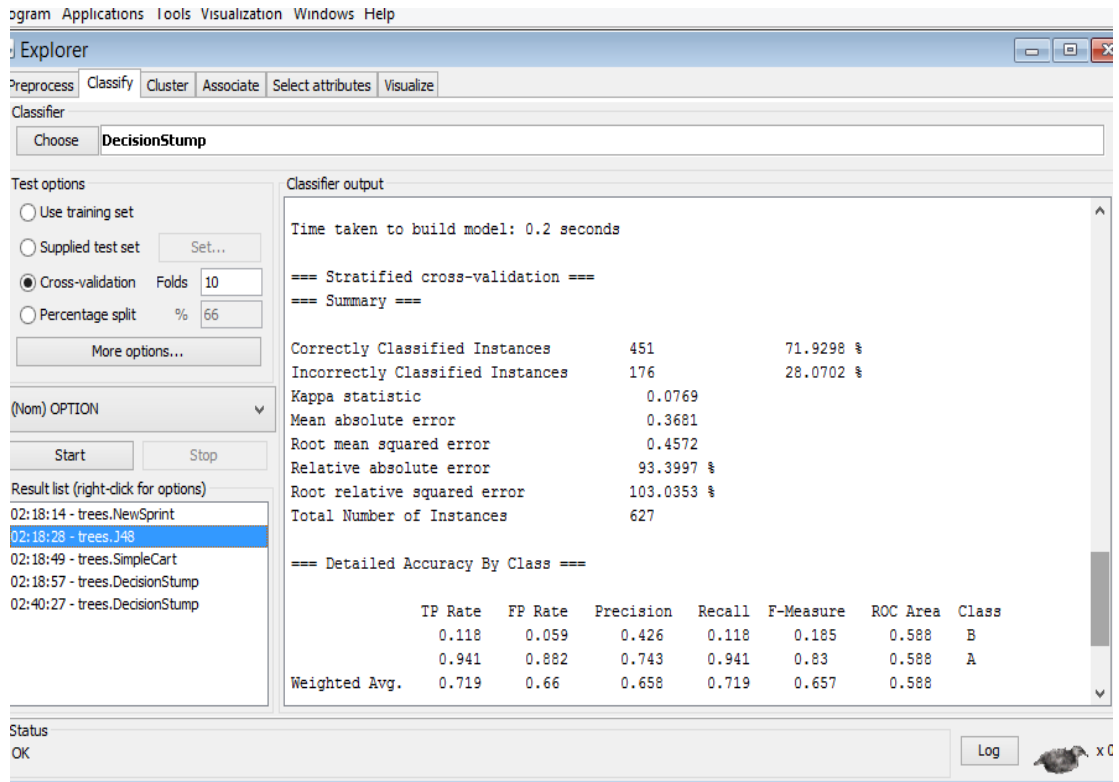 ogram Applications Tools Visualization Windows Help
Explorer
Preprocess Classify Cluster Associate Select attributes Visualize
Classifier
Choose DecisionStump
Test options
Use training set
Supplied test set Set...
Cross-validation Folds 10
Percentage split % 66
More options...
(Nom) OPTION
Start Stop
Result list (right-click for options)
02:18:14 - trees.NewSprint
02:18:28 - trees.J48
02:18:49 - trees.SimpleCart
02:18:57 - trees.DecisionStump
02:40:27 - trees.DecisionStump
Classifier output
Time taken to build model: 0.2 seconds
=== Stratified cross-validation ===
=== Summary ===
Correctly Classified Instances 451 71.9298 %
Incorrectly Classified Instances 176 28.0702 %
Kappa statistic 0.0769
Mean absolute error 0.3681
Root mean squared error 0.4572
Relative absolute error 93.3997 %
Root relative squared error 103.0353 %
Total Number of Instances 627
=== Detailed Accuracy By Class ===
TP Rate FP Rate Precision Recall F-Measure ROC Area Class
0.118 0.059 0.426 0.118 0.185 0.588 B
0.941 0.882 0.743 0.941 0.83 0.588 A
Weighted Avg. 0.719 0.66 0.658 0.719 0.657 0.588
Status
OK
Log x 0